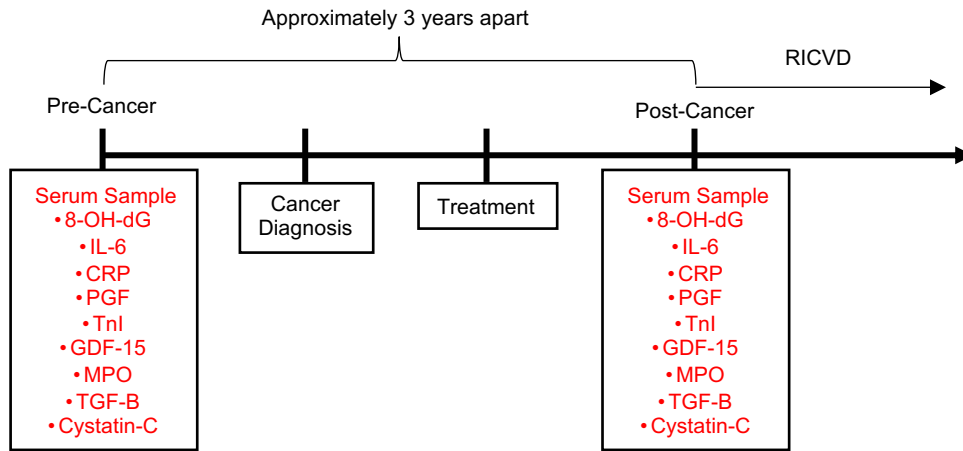 Approximately 3 years apart
RICVD
Pre-Cancer
Post-Cancer
Serum Sample
•8-OH-dG
•IL-6
•CRP
•PGF
•TnI
•GDF-15
•MPO
•TGF-B
•Cystatin-C
Cancer
Diagnosis
Treatment
Serum Sample
•8-OH-dG
•IL-6
•CRP
•PGF
•TnI
•GDF-15
•MPO
•TGF-B
•Cystatin-C